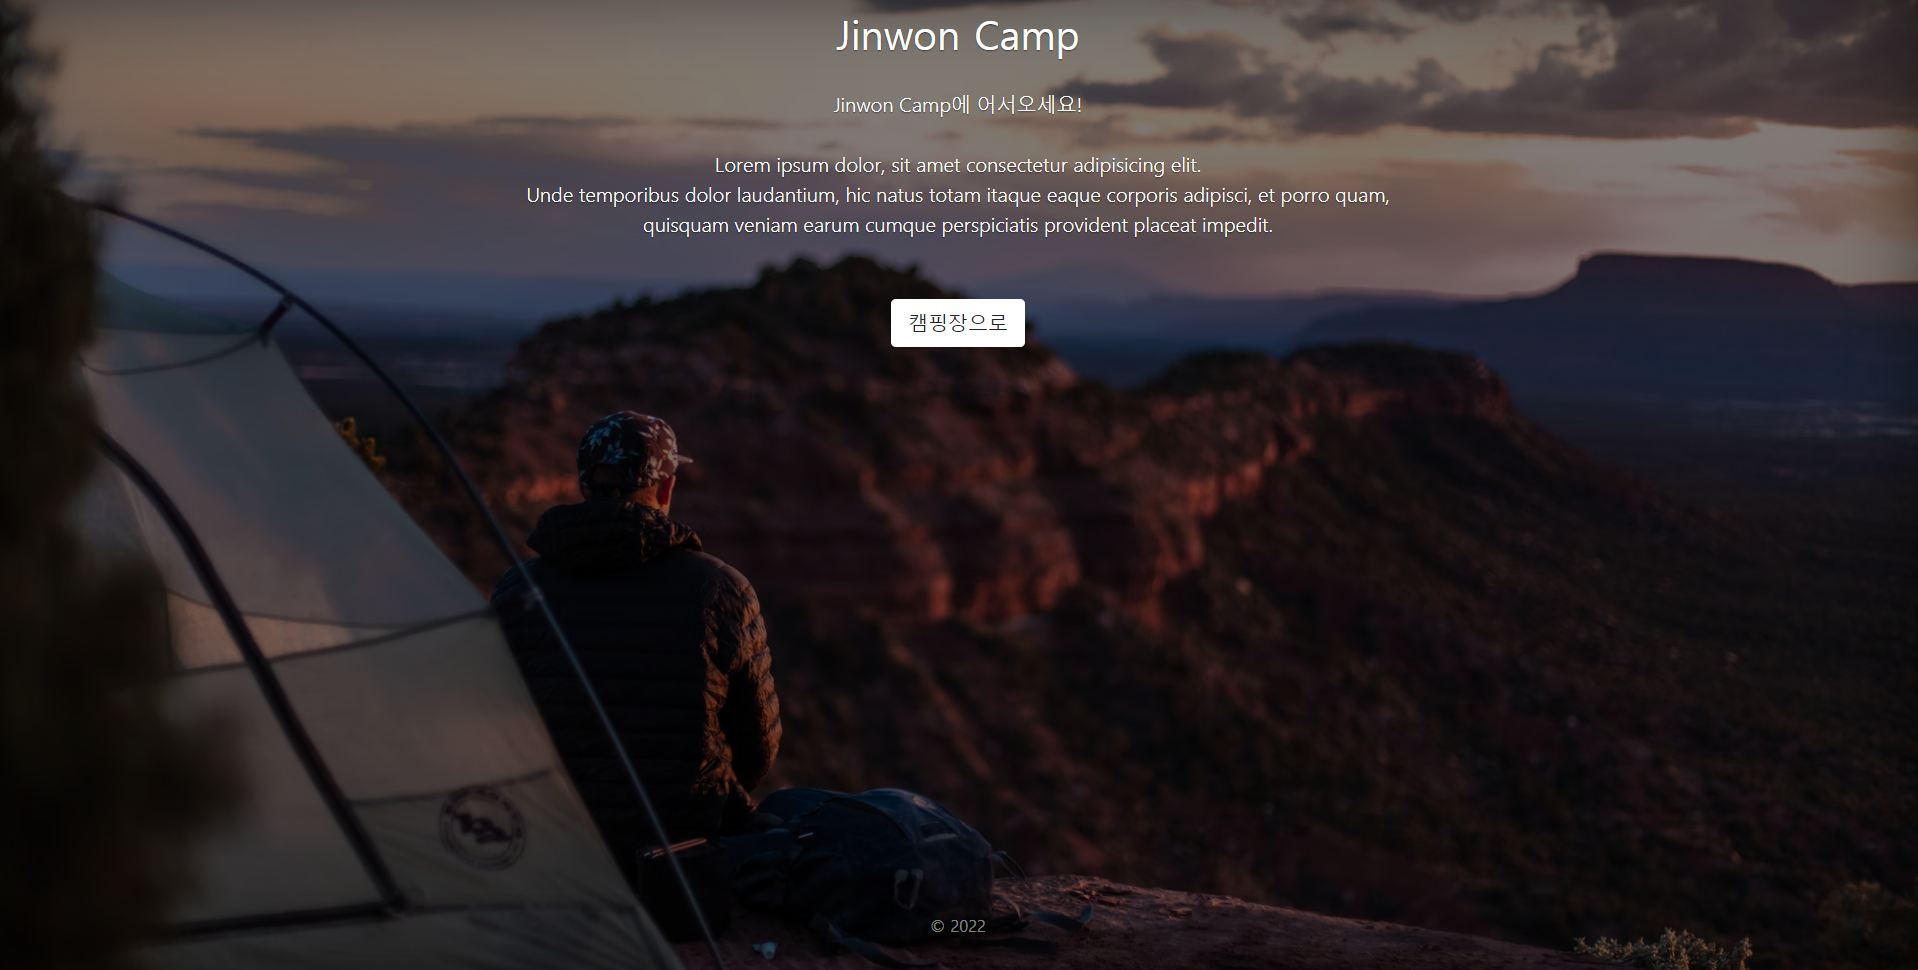 Jinwon Camp
Jinwon Camp에 어서오세요!
Lorem ipsum dolor, sit amet consectetur adipisicing elit.
Unde temporibus dolor laudantium, hic natus totam itaque eaque corporis adipisci, et porro quam,
quisquam veniam earum cumque perspiciatis provident placeat impedit.
캠핑장으로
© 2022